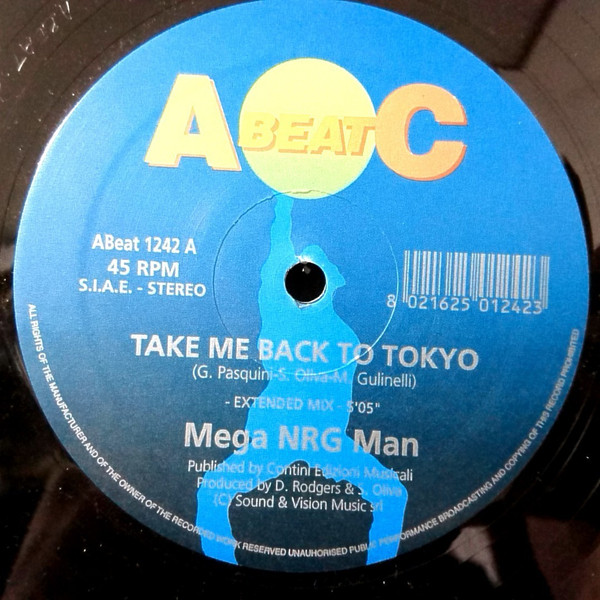 A BEAT C
ABeat 1242 A
45 RPM
S.I.A.E. - STEREO
8 021625 012423
TAKE ME BACK TO TOKYO
(G. Pasquini-S. Oliva-M. Gulinelli)
- EXTENDED MIX - 5'05"
Mega NRG Man
Published by Contini Edizioni Musicali
Produced by D. Rodgers & S. Oliva
(C) Sound & Vision Music srl
ALL RIGHTS OF THE MANUFACTURER AND OF THE OWNER OF THE RECORDED WORK RESERVED UNAUHORISED PUBLIC PERFORMANCE BROADCASTING AND COPYING OF THIS RECORD PROHIBITED